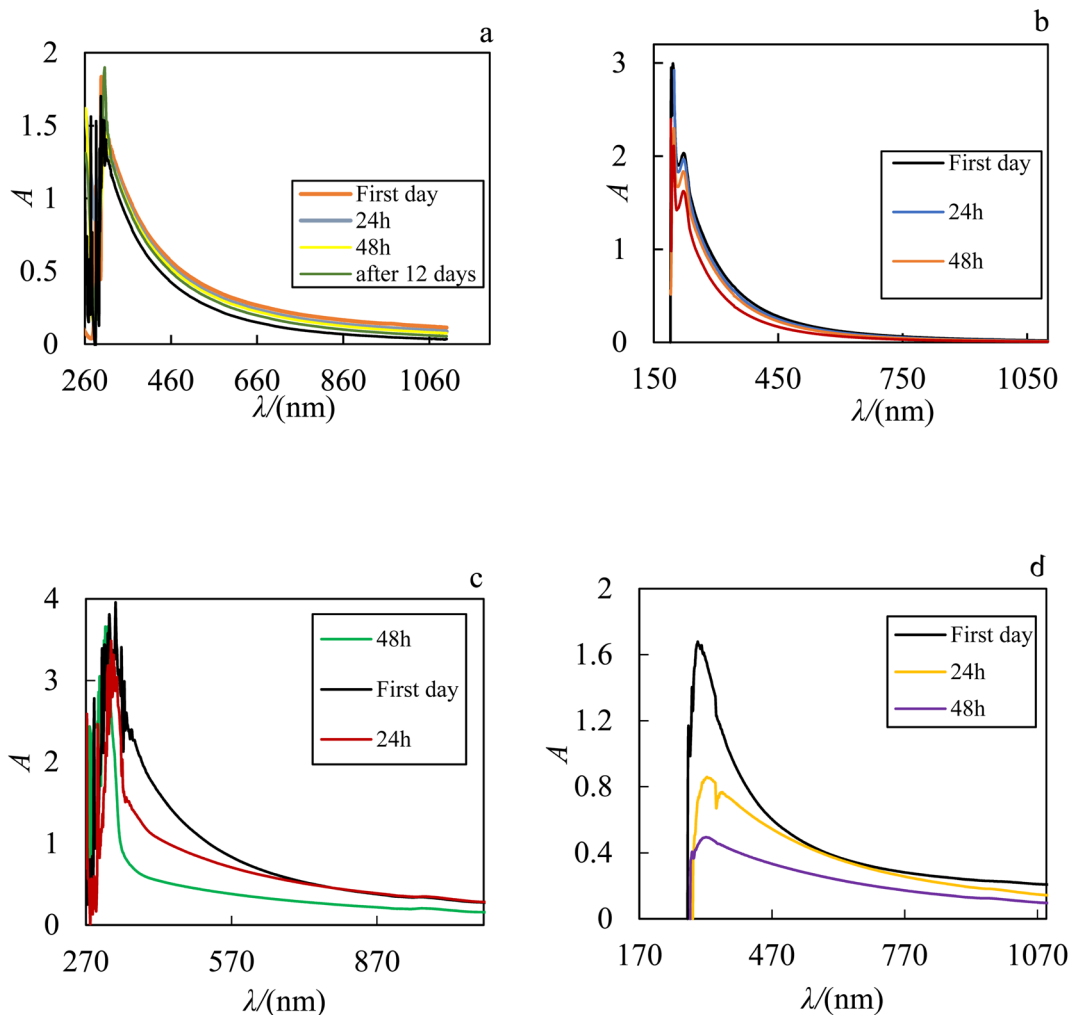 a
2
1.5
1
0.5
0
A
First day
24h
48h
after 12 days
260 460 660 860 1060
λ/(nm)
b
3
2
1
0
A
First day
24h
48h
150 450 750 1050
λ/(nm)
c
4
3
2
1
0
A
48h
First day
24h
270 570 870
λ/(nm)
d
2
1.6
1.2
0.8
0.4
0
A
First day
24h
48h
170 470 770 1070
λ/(nm)